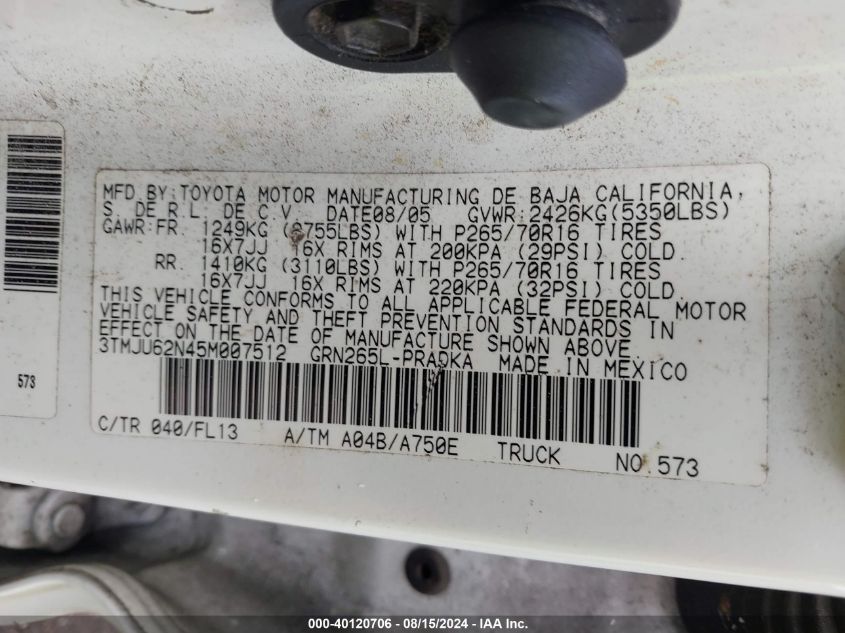 MFD.BY:TOYOTA MOTOR MANUFACTURING DE BAJA CALIFORNIA,
S. DE R.L. DE C.V. DATE08/05 GVWR:2426KG(5350LBS)
GAWR:FR. 1249KG (2755LBS) WITH P265/70R16 TIRES
16X7JJ 16X RIMS AT 200KPA (29PSI) COLD.
RR. 1410KG (3110LBS) WITH P265/70R16 TIRES
16X7JJ 16X RIMS AT 220KPA (32PSI) COLD.
THIS VEHICLE CONFORMS TO ALL APPLICABLE FEDERAL MOTOR
VEHICLE SAFETY AND THEFT PREVENTION STANDARDS IN
EFFECT ON THE DATE OF MANUFACTURE SHOWN ABOVE.
3TMJU62N45M007512 GRN265L-PRADKA MADE IN MEXICO
573
C/TR 040/FL13 A/TM A04B/A750E TRUCK NO.573
000-40120706 - 08/15/2024 - IAA Inc.